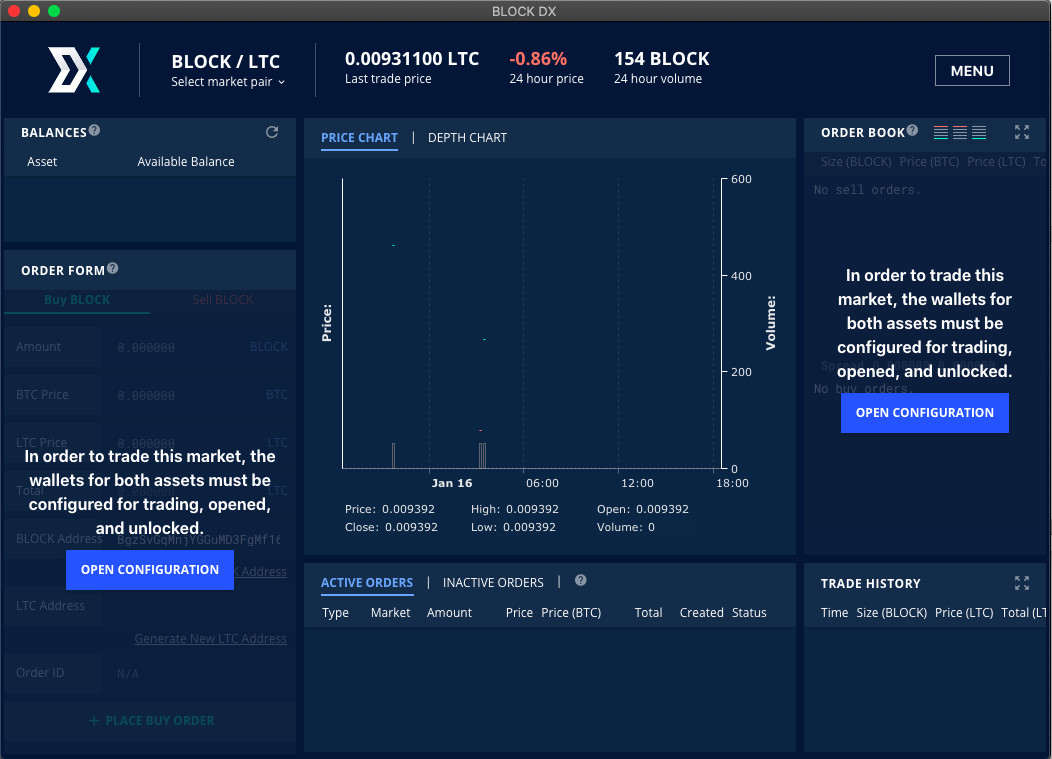 BLOCK DX
BLOCK / LTC
Select market pair
0.00931100 LTC
Last trade price
-0.86%
24 hour price
154 BLOCK
24 hour volume
MENU
BALANCES
Asset Available Balance
ORDER FORM
Buy BLOCK Sell BLOCK
Amount 0.000000 BLOCK
BTC Price 0.000000 BTC
LTC Price 0.000000 LTC
In order to trade this market, the
wallets for both assets must be
configured for trading, opened,
and unlocked.
Total LTC
BLOCK Address
OPEN CONFIGURATION
Address
LTC Address
Generate New LTC Address
Order ID N/A
+ PLACE BUY ORDER
PRICE CHART | DEPTH CHART
Price:
Volume:
600
400
200
0
Jan 16 06:00 12:00 18:00
Price: 0.009392 High: 0.009392 Open: 0.009392
Close: 0.009392 Low: 0.009392 Volume: 0
ACTIVE ORDERS | INACTIVE ORDERS |
Type Market Amount Price Price (BTC) Total Created Status
ORDER BOOK
Size (BLOCK) Price (BTC) Price (LTC) To
No sell orders.
In order to trade this
market, the wallets for
both assets must be
configured for trading,
opened, and unlocked.
No buy orders.
OPEN CONFIGURATION
TRADE HISTORY
Time Size (BLOCK) Price (LTC) Total (LT